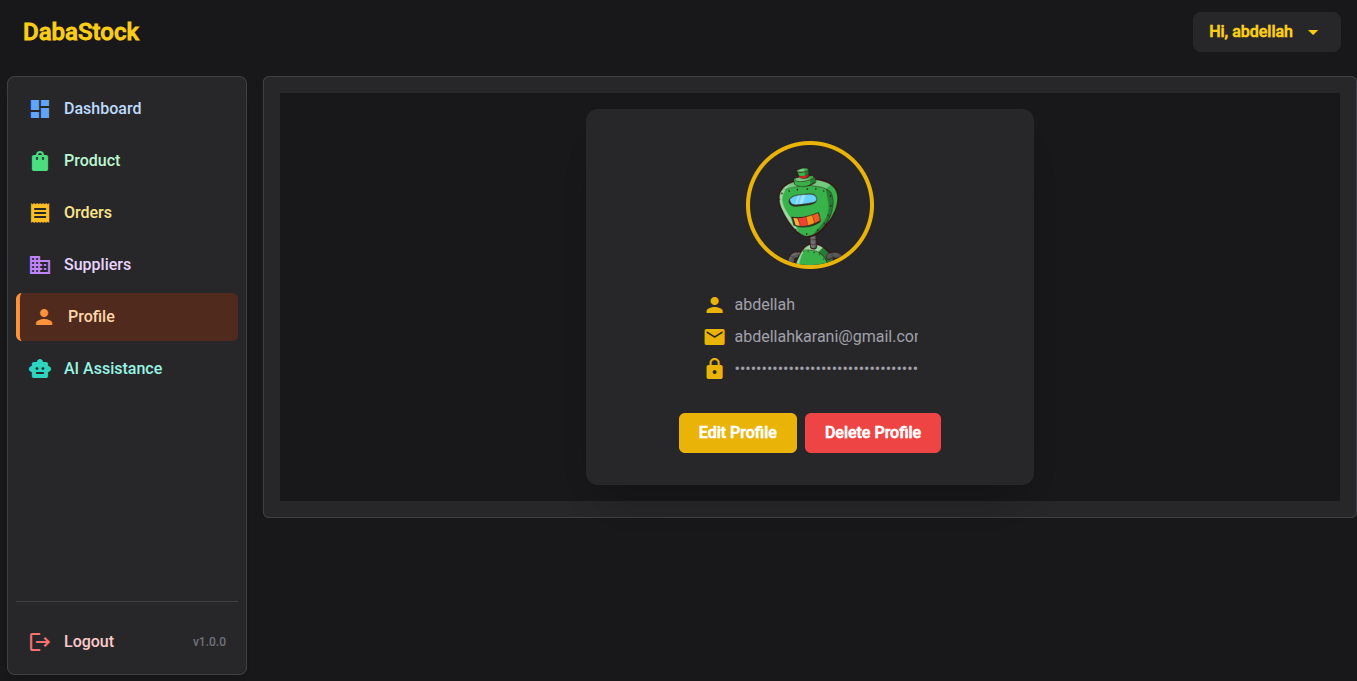 DabaStock
Hi, abdellah
Dashboard
Product
Orders
Suppliers
Profile
AI Assistance
abdellah
abdellahkarani@gmail.cor
•••••••••••••••••••••••••••••••••
Edit Profile
Delete Profile
Logout
v1.0.0